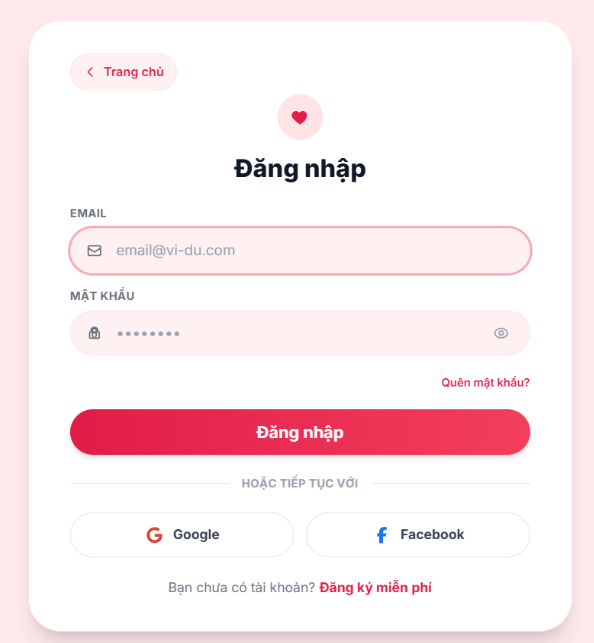 Trang chủ
Đăng nhập
EMAIL
email@vi-du.com
MẬT KHẨU
••••••••
Quên mật khẩu?
Đăng nhập
HOẶC TIẾP TỤC VỚI
Google
Facebook
Bạn chưa có tài khoản? Đăng ký miễn phí